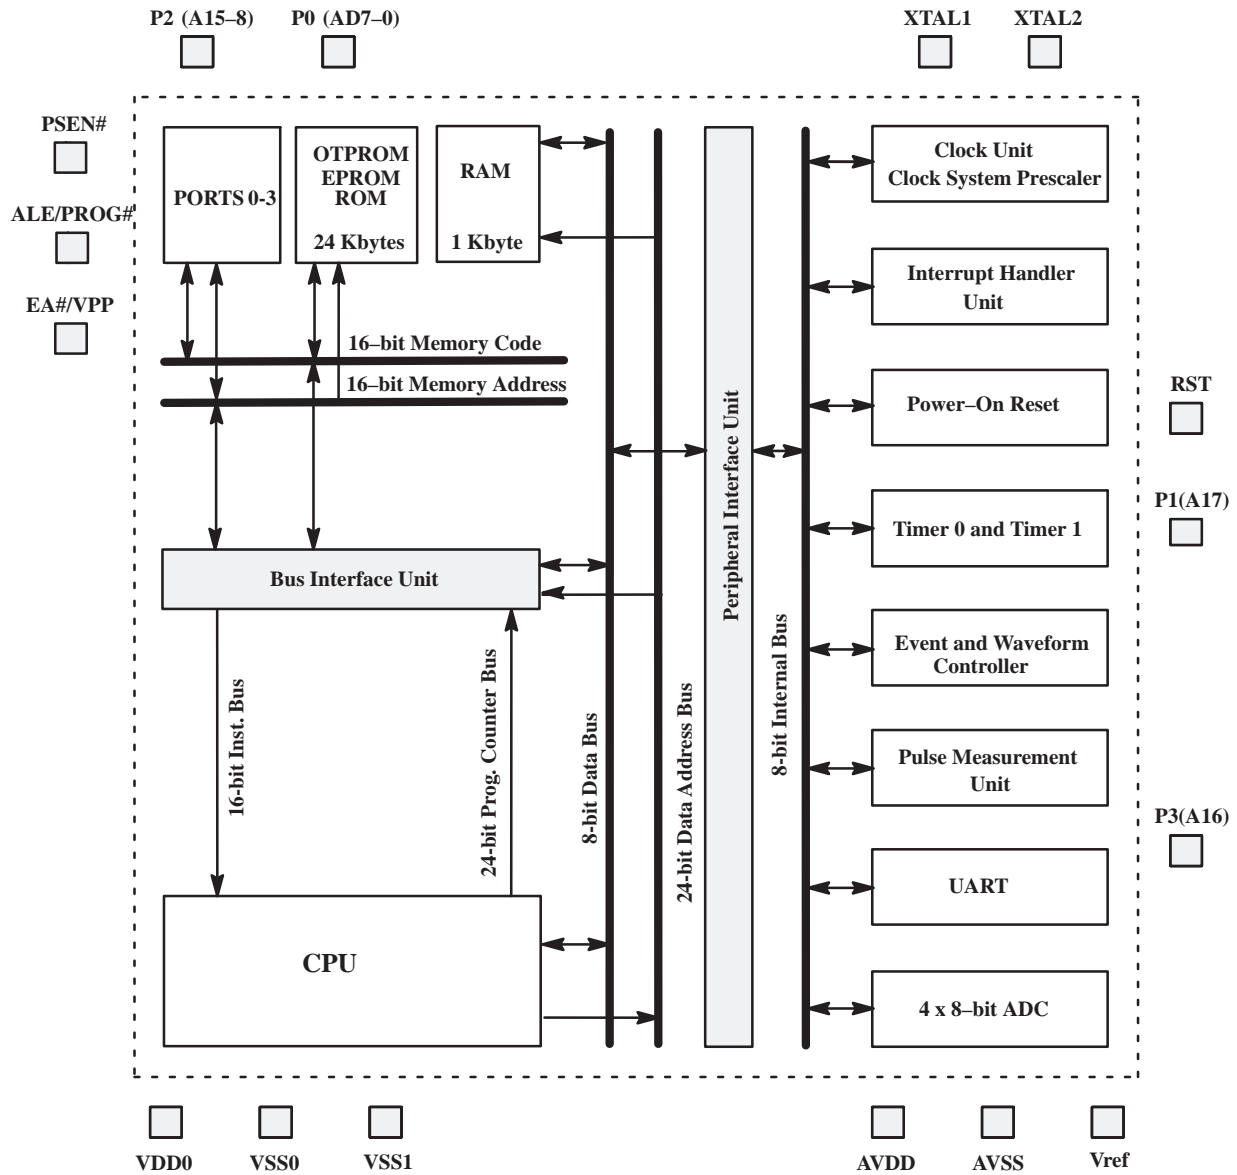 P2 (A15–8) P0 (AD7–0) XTAL1 XTAL2
PSEN#
ALE/PROG#
EA#/VPP
PORTS 0-3
OTPROM
EPROM
ROM
24 Kbytes
RAM
1 Kbyte
16–bit Memory Code
16–bit Memory Address
Bus Interface Unit
16-bit Inst. Bus
24-bit Prog. Counter Bus
CPU
8-bit Data Bus
24-bit Data Address Bus
Peripheral Interface Unit
8-bit Internal Bus
Clock Unit
Clock System Prescaler
Interrupt Handler
Unit
Power–On Reset
Timer 0 and Timer 1
Event and Waveform
Controller
Pulse Measurement
Unit
UART
4 x 8–bit ADC
RST
P1(A17)
P3(A16)
VDD0 VSS0 VSS1 AVDD AVSS Vref